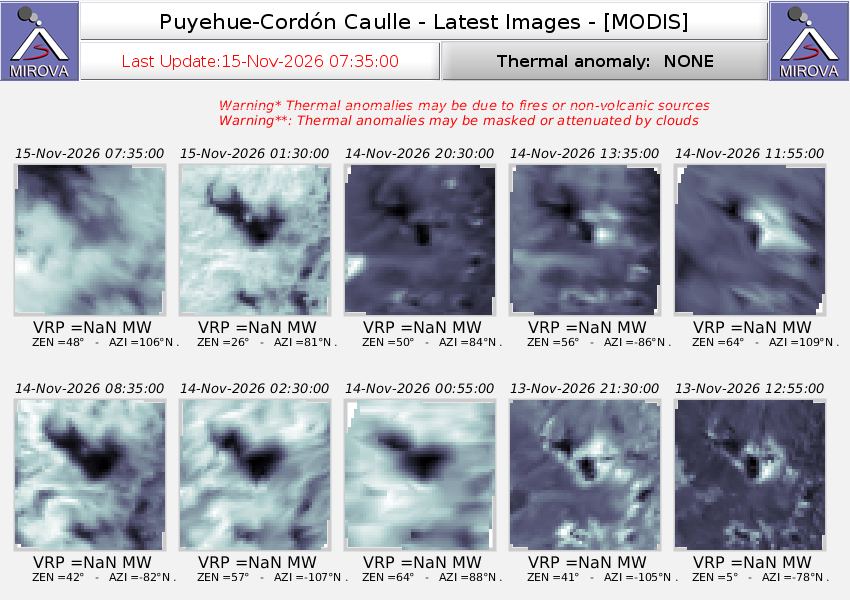 Puyehue-Cordón Caulle - Latest Images - [MODIS]
MIROVA
Last Update:15-Nov-2026 07:35:00
Thermal anomaly: NONE
MIROVA
Warning* Thermal anomalies may be due to fires or non-volcanic sources
Warning**: Thermal anomalies may be masked or attenuated by clouds
15-Nov-2026 07:35:00
15-Nov-2026 01:30:00
14-Nov-2026 20:30:00
14-Nov-2026 13:35:00
14-Nov-2026 11:55:00
VRP =NaN MW
VRP =NaN MW
VRP =NaN MW
VRP =NaN MW
VRP =NaN MW
ZEN =48° - AZI =106°N .
ZEN =26° - AZI =81°N .
ZEN =50° - AZI =84°N .
ZEN =56° - AZI =-86°N .
ZEN =64° - AZI =109°N .
14-Nov-2026 08:35:00
14-Nov-2026 02:30:00
14-Nov-2026 00:55:00
13-Nov-2026 21:30:00
13-Nov-2026 12:55:00
VRP =NaN MW
VRP =NaN MW
VRP =NaN MW
VRP =NaN MW
VRP =NaN MW
ZEN =42° - AZI =-82°N .
ZEN =57° - AZI =-107°N .
ZEN =64° - AZI =88°N .
ZEN =41° - AZI =-105°N .
ZEN =5° - AZI =-78°N .